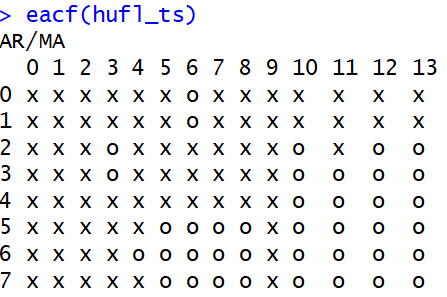 > eacf(hufl_ts)
AR/MA
  0 1 2 3 4 5 6 7 8 9 10 11 12 13
0 x x x x x x o x x x x  x  x  x
1 x x x x x x o x x x x  x  x  x
2 x x x o x x x x x x o  x  o  o
3 x x x o x x x x x x o  o  o  o
4 x x x x x x x x x x o  o  o  o
5 x x x x x o o o o x o  o  o  o
6 x x x x o o o o o x o  o  o  o
7 x x x x x o o o o x o  o  o  o